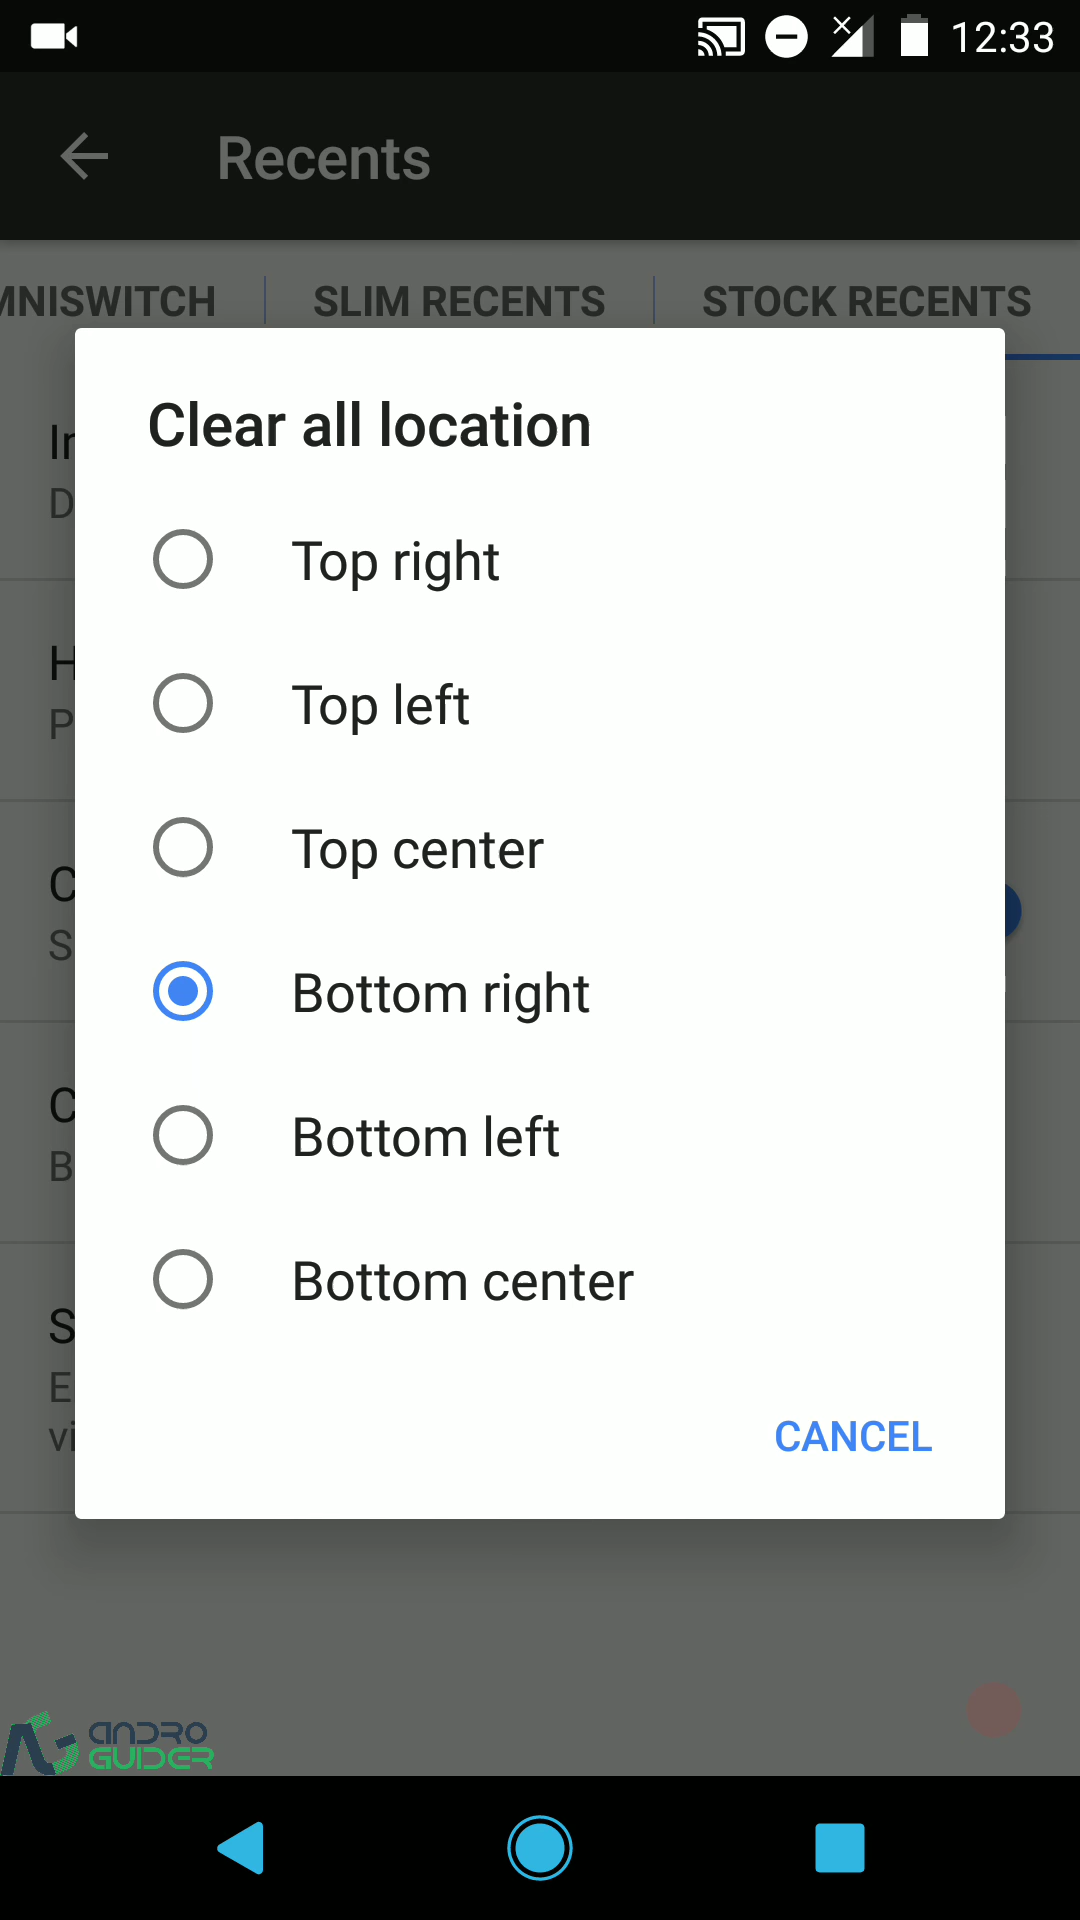 12:33
Recents
MNISWITCH
SLIM RECENTS
STOCK RECENTS
Clear all location
Top right
Top left
Top center
Bottom right
Bottom left
Bottom center
CANCEL
ANDRO
GUIDER